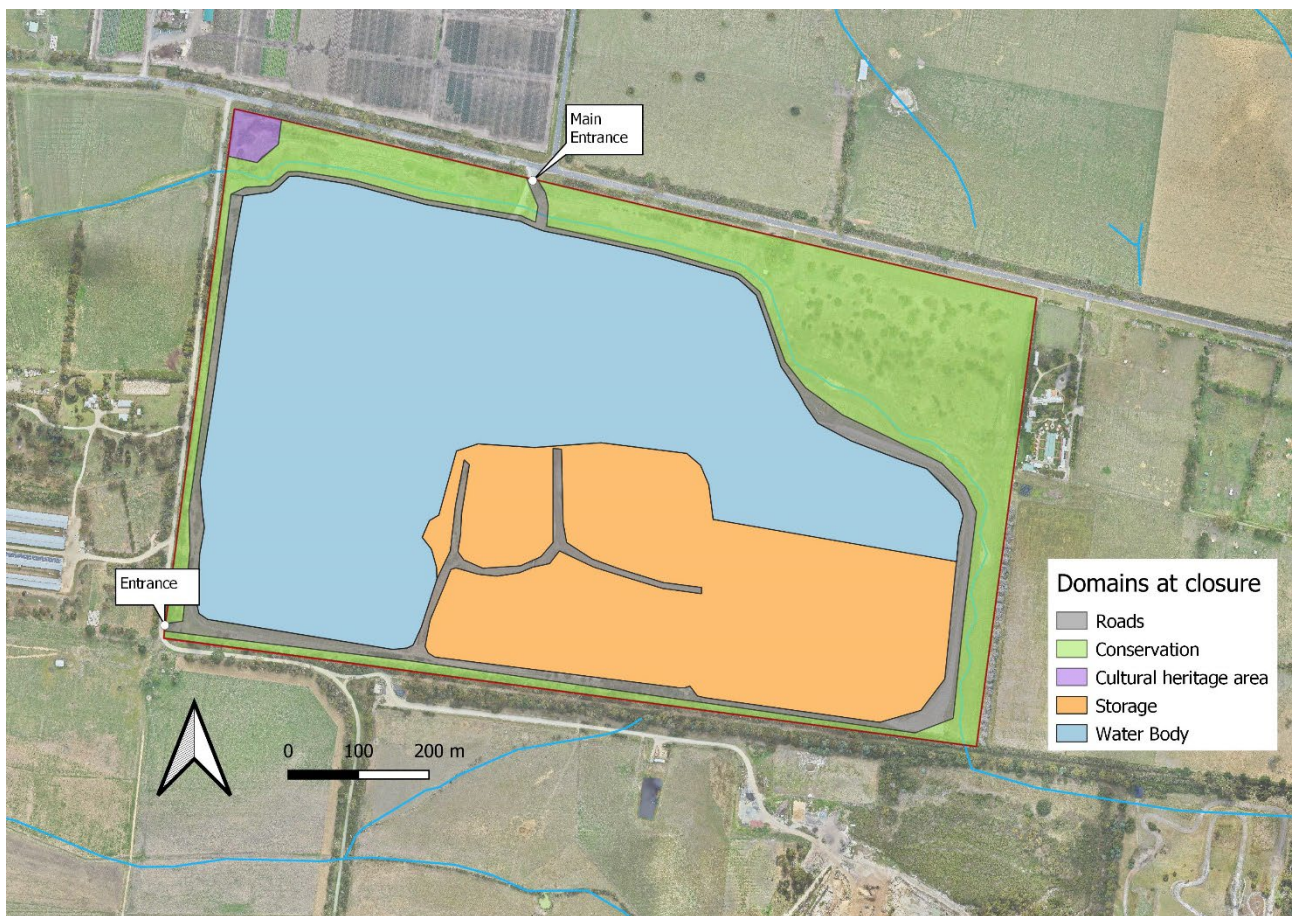 Main
Entrance
Entrance
Domains at closure
Roads
Conservation
Cultural heritage area
Storage
Water Body
0 100 200 m